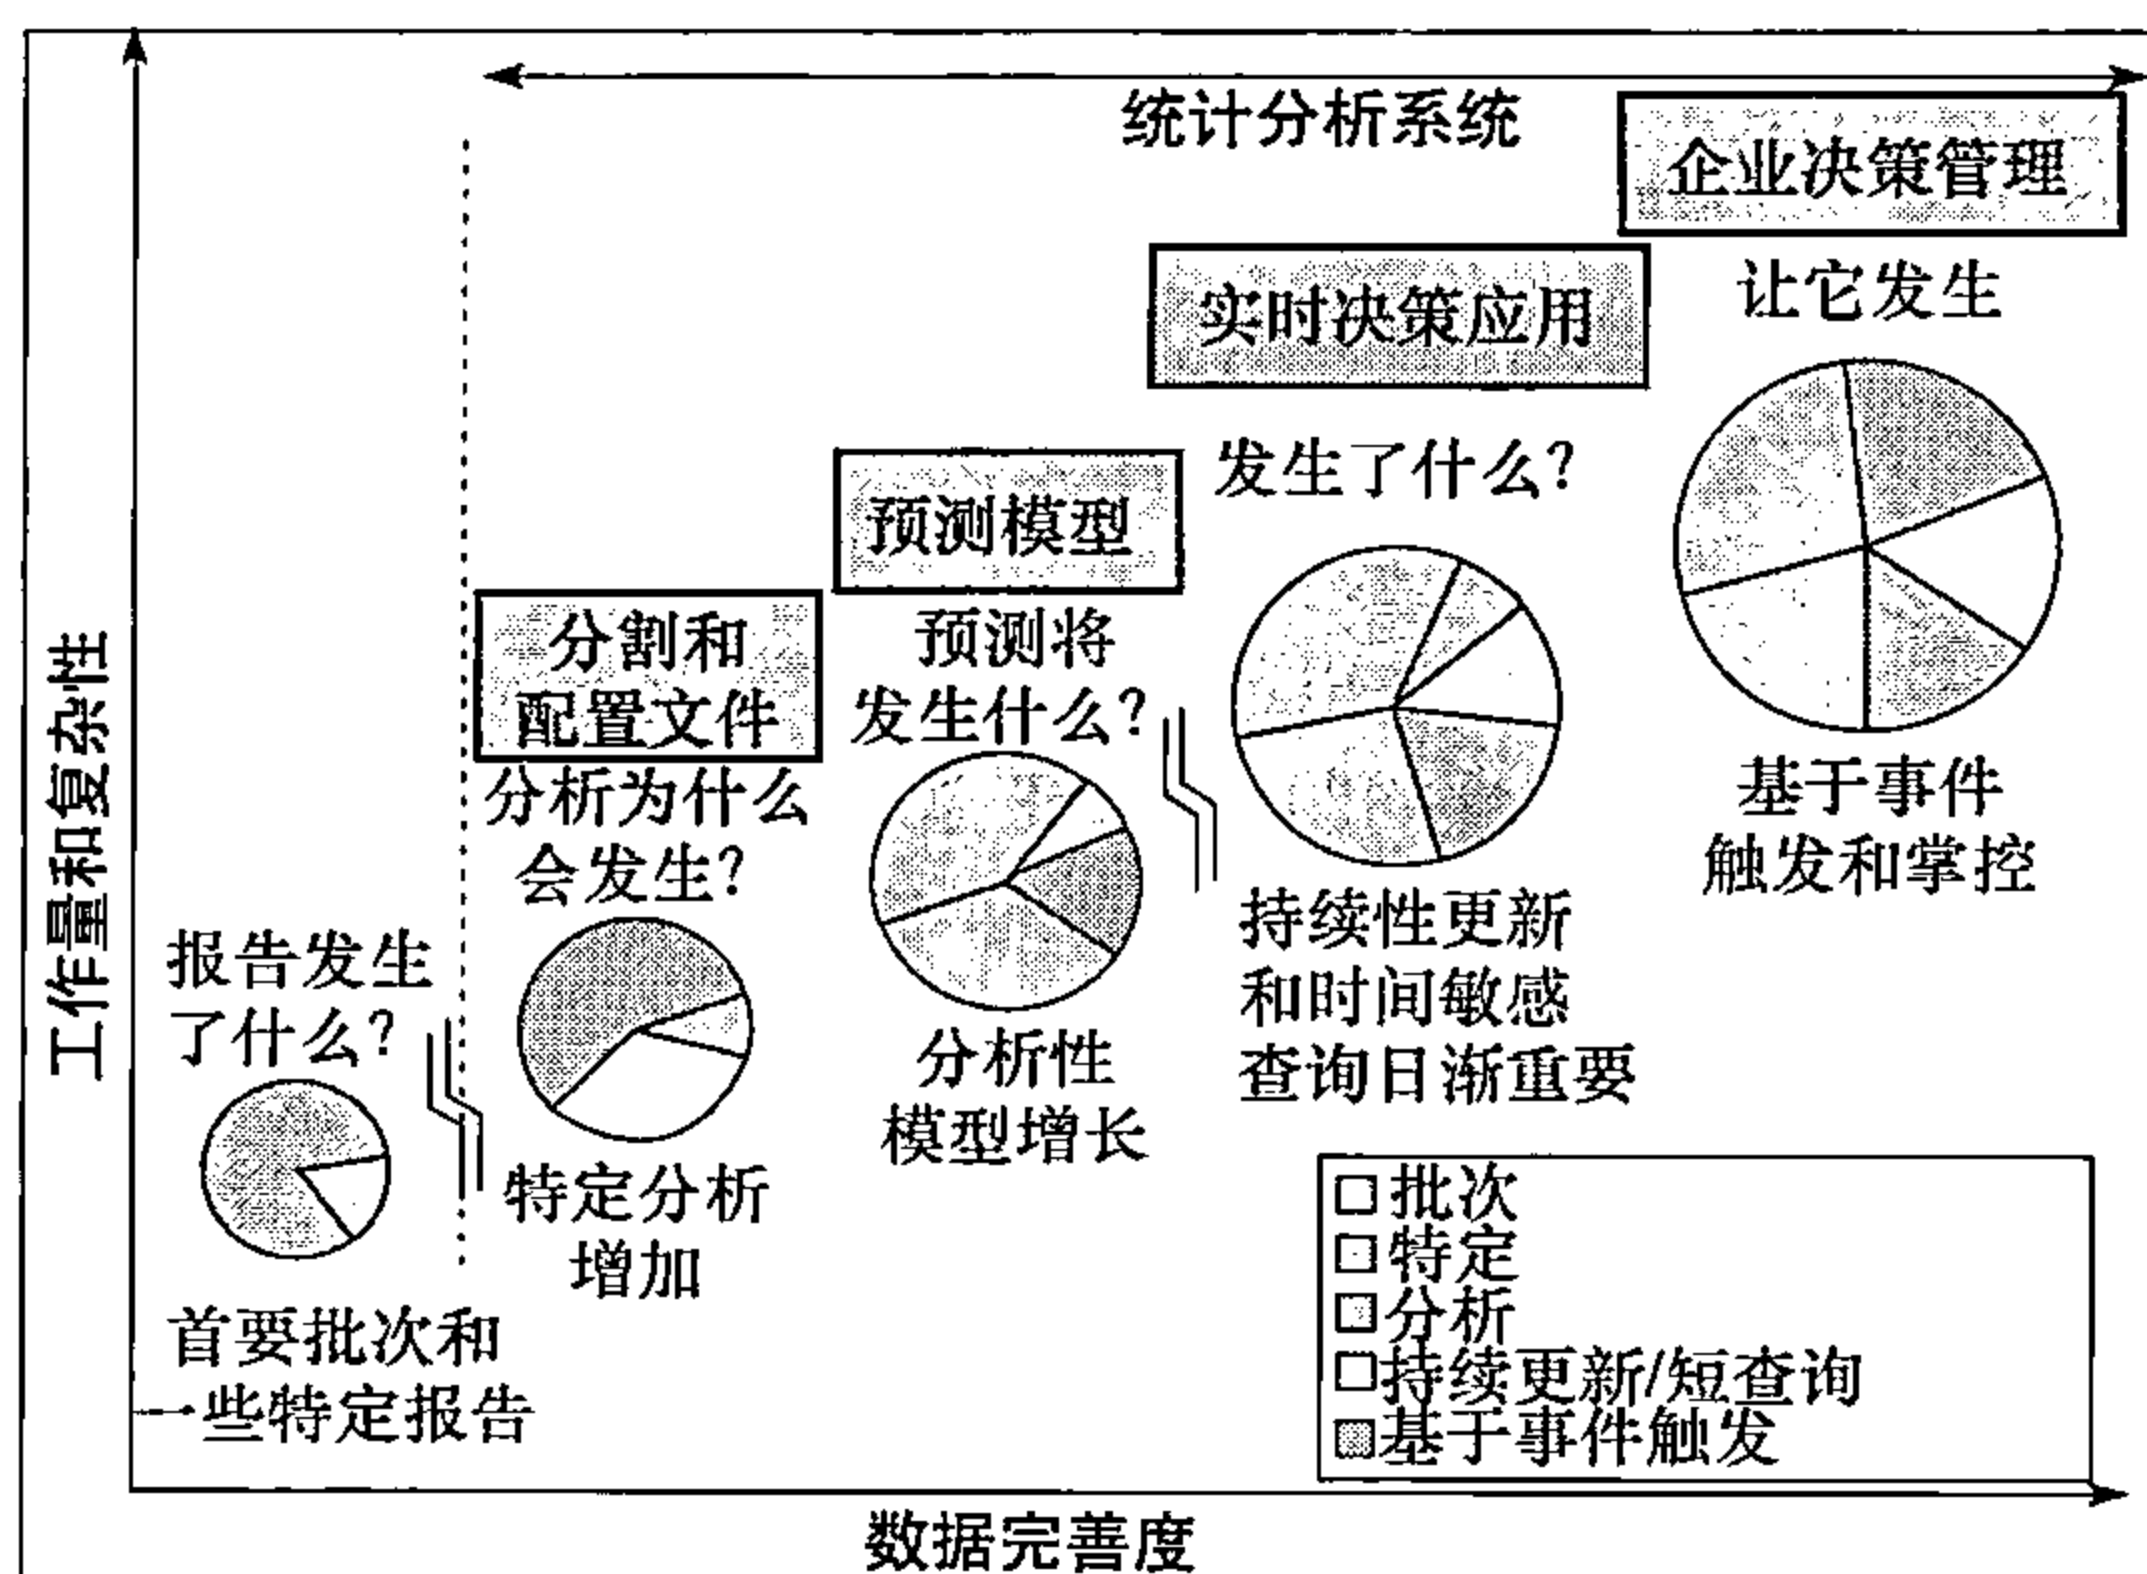 统计分析系统
企业决策管理
让它发生
基于事件
触发和掌控
实时决策应用
发生了什么?
持续性更新
和时间敏感
查询日渐重要
预测模型
预测将
发生什么?
分析性
模型增长
分割和
配置文件
分析为什么
会发生?
特定分析
增加
报告发生
了什么?
首要批次和
一些特定报告
工作量和复杂性
批次
特定
分析
持续更新/短查询
基于事件触发
数据完善度